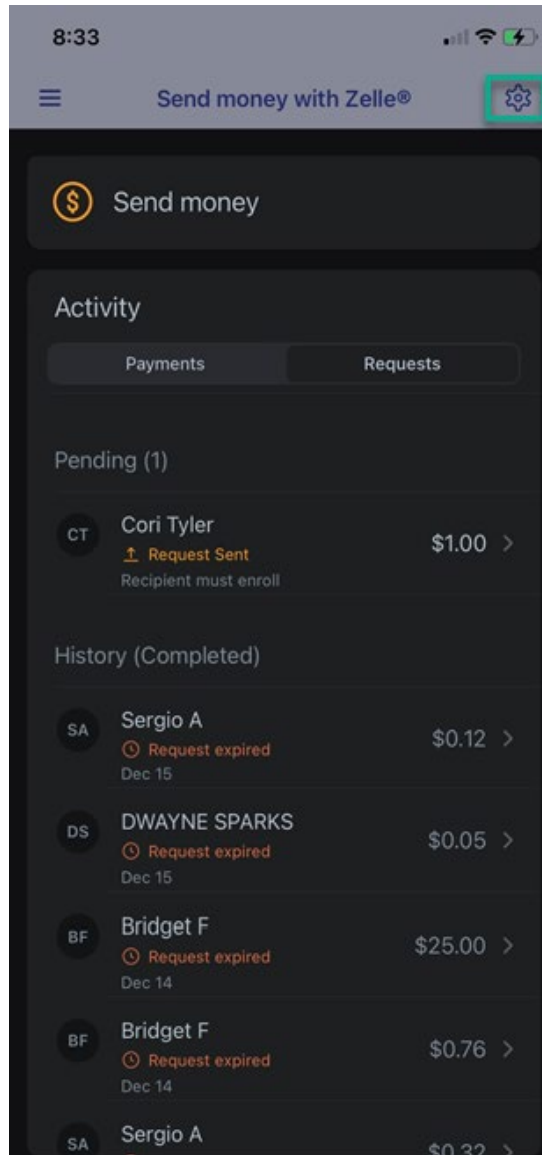 8:33
Send money with Zelle®
Send money
Activity
Payments Requests
Pending (1)
CT Cori Tyler $1.00
Request Sent
Recipient must enroll
History (Completed)
SA Sergio A $0.12
Request expired
Dec 15
DS DWAYNE SPARKS $0.05
Request expired
Dec 15
BF Bridget F $25.00
Request expired
Dec 14
BF Bridget F $0.76
Request expired
Dec 14
SA Sergio A $0.32